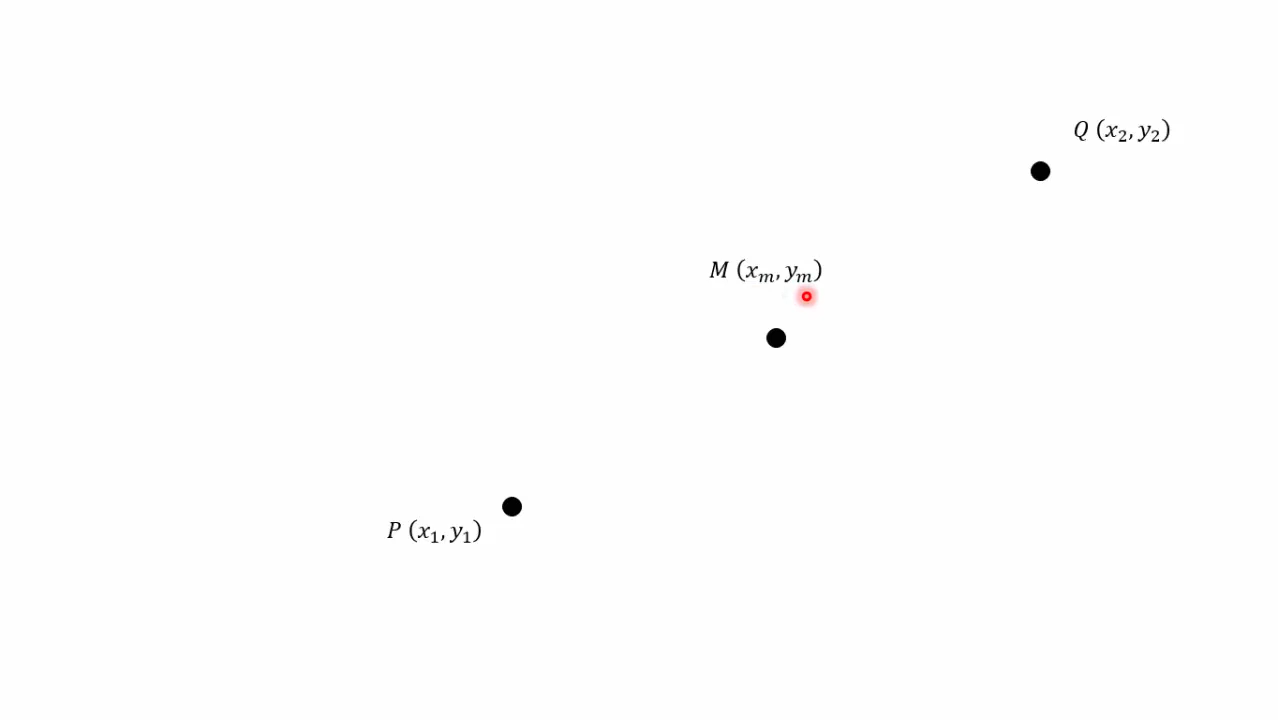 Q (x₂, y₂)
M (xₘ, yₘ)
P (x₁, y₁)